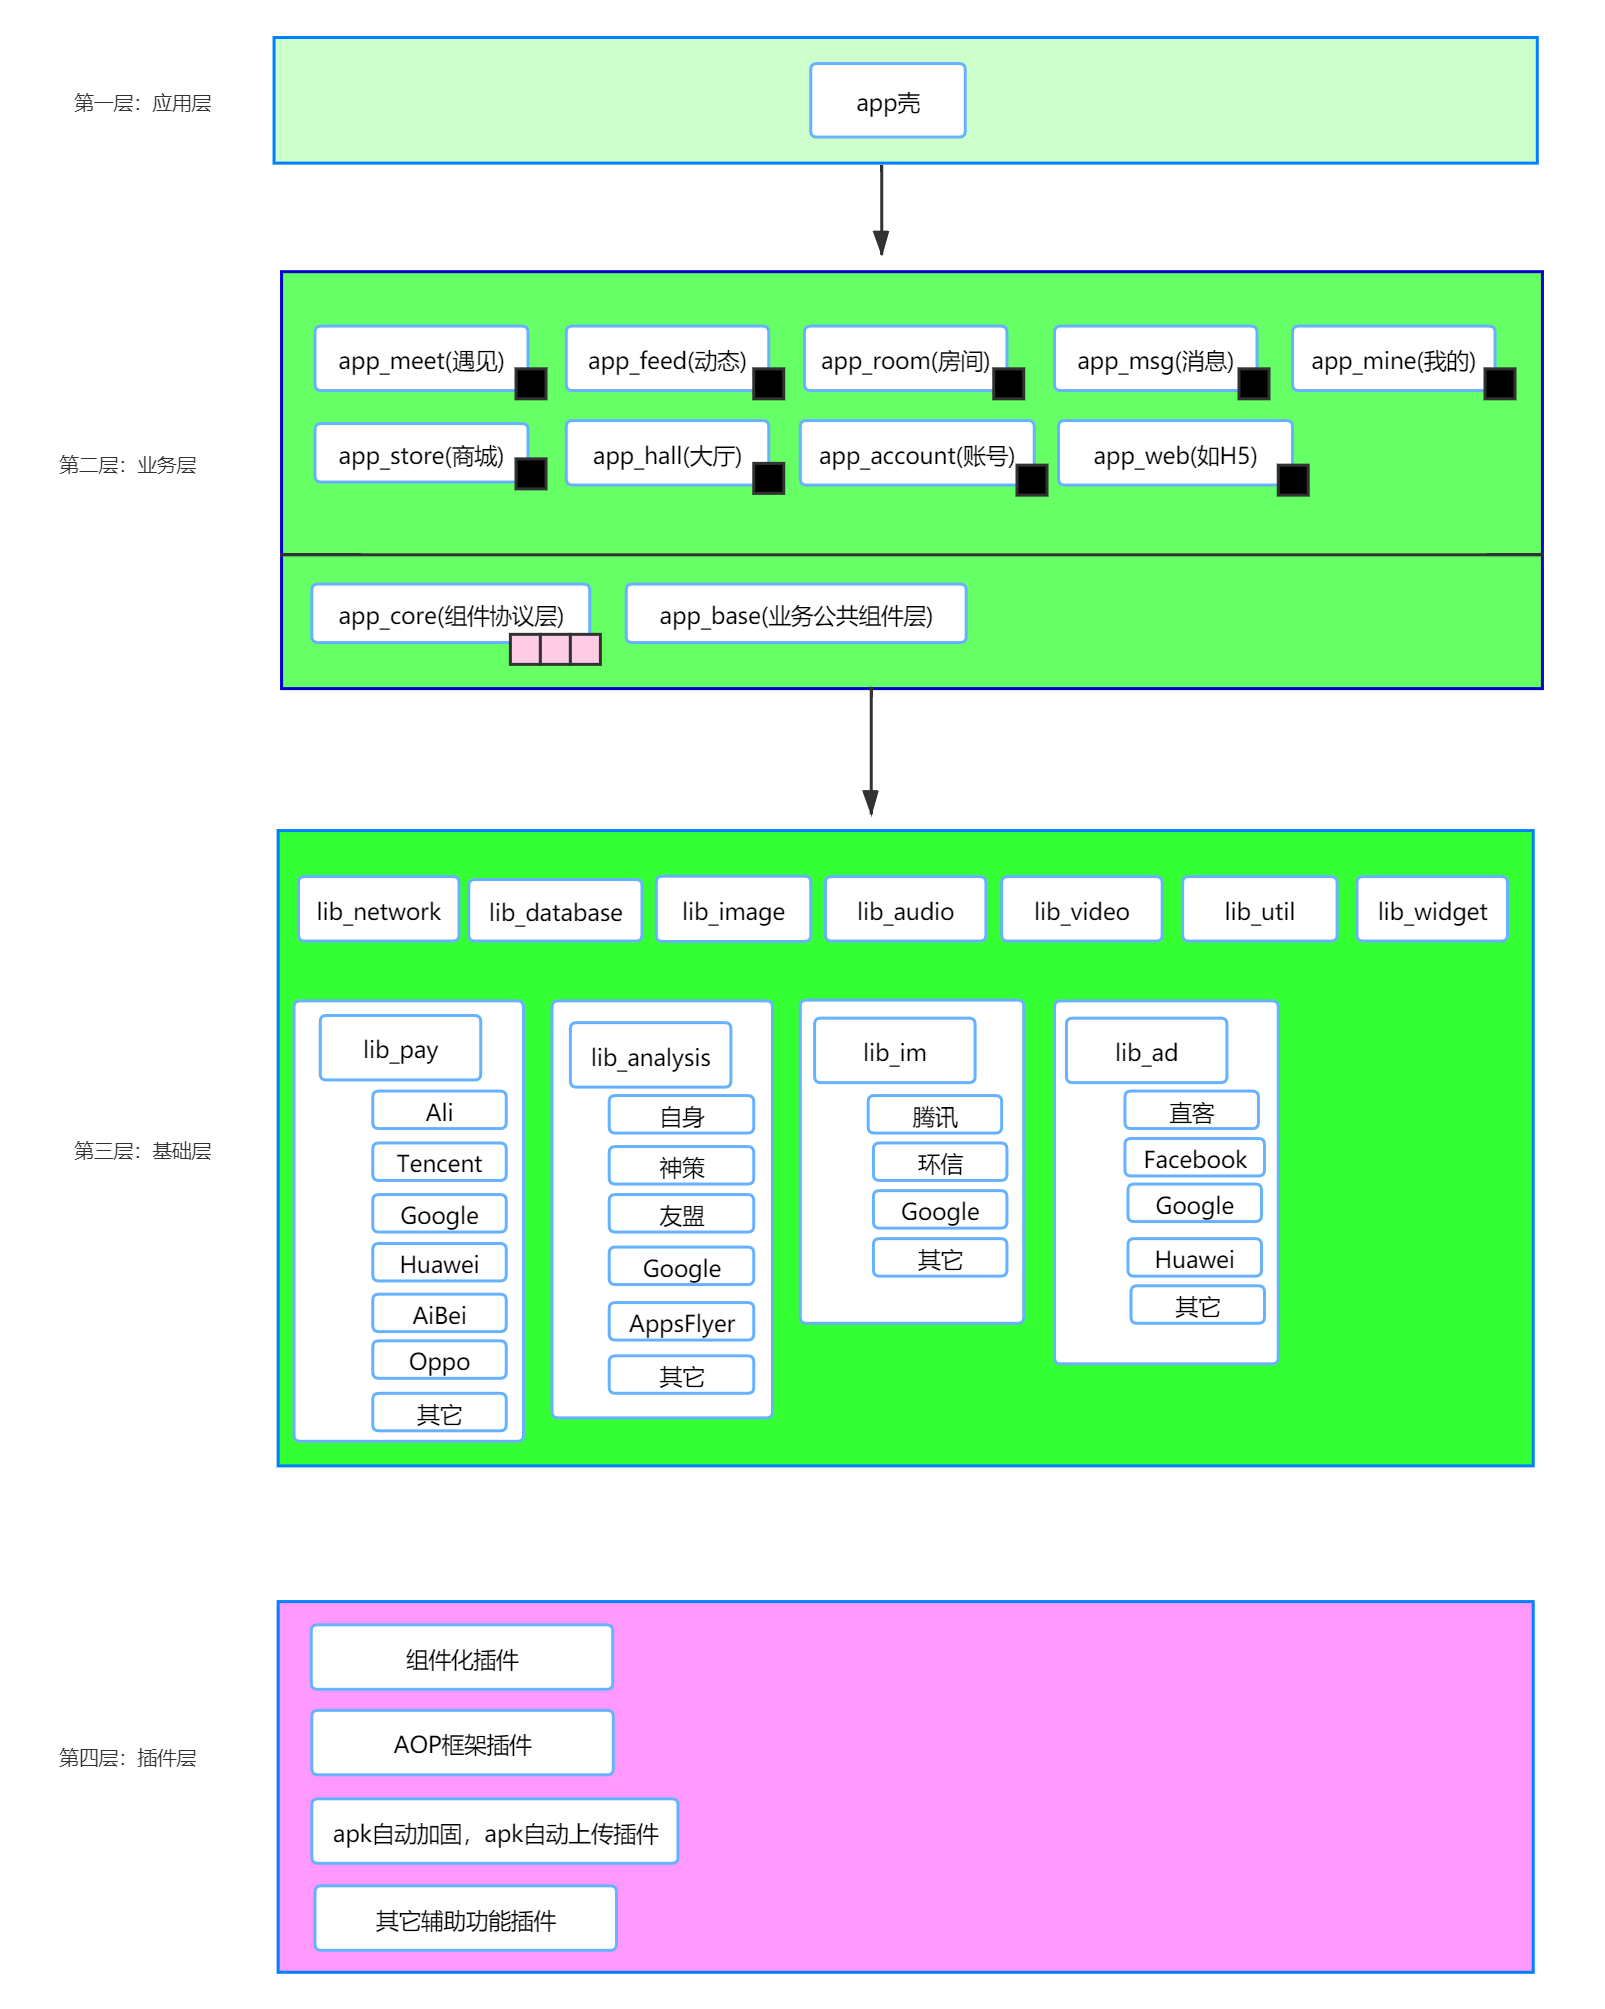 第一层：应用层
app壳
第二层：业务层
app_meet(遇见)
app_feed(动态)
app_room(房间)
app_msg(消息)
app_mine(我的)
app_store(商城)
app_hall(大厅)
app_account(账号)
app_web(如H5)
app_core(组件协议层)
app_base(业务公共组件层)
第三层：基础层
lib_network
lib_database
lib_image
lib_audio
lib_video
lib_util
lib_widget
lib_pay
Ali
Tencent
Google
Huawei
AiBei
Oppo
其它
lib_analysis
自身
神策
友盟
Google
AppsFlyer
其它
lib_im
腾讯
环信
Google
其它
lib_ad
直客
Facebook
Google
Huawei
其它
第四层：插件层
组件化插件
AOP框架插件
apk自动加固，apk自动上传插件
其它辅助功能插件